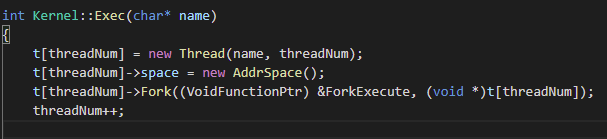 int Kernel::Exec(char* name)
{
    t[threadNum] = new Thread(name, threadNum);
    t[threadNum]->space = new AddrSpace();
    t[threadNum]->Fork((VoidFunctionPtr) &ForkExecute, (void *)t[threadNum]);
    threadNum++;